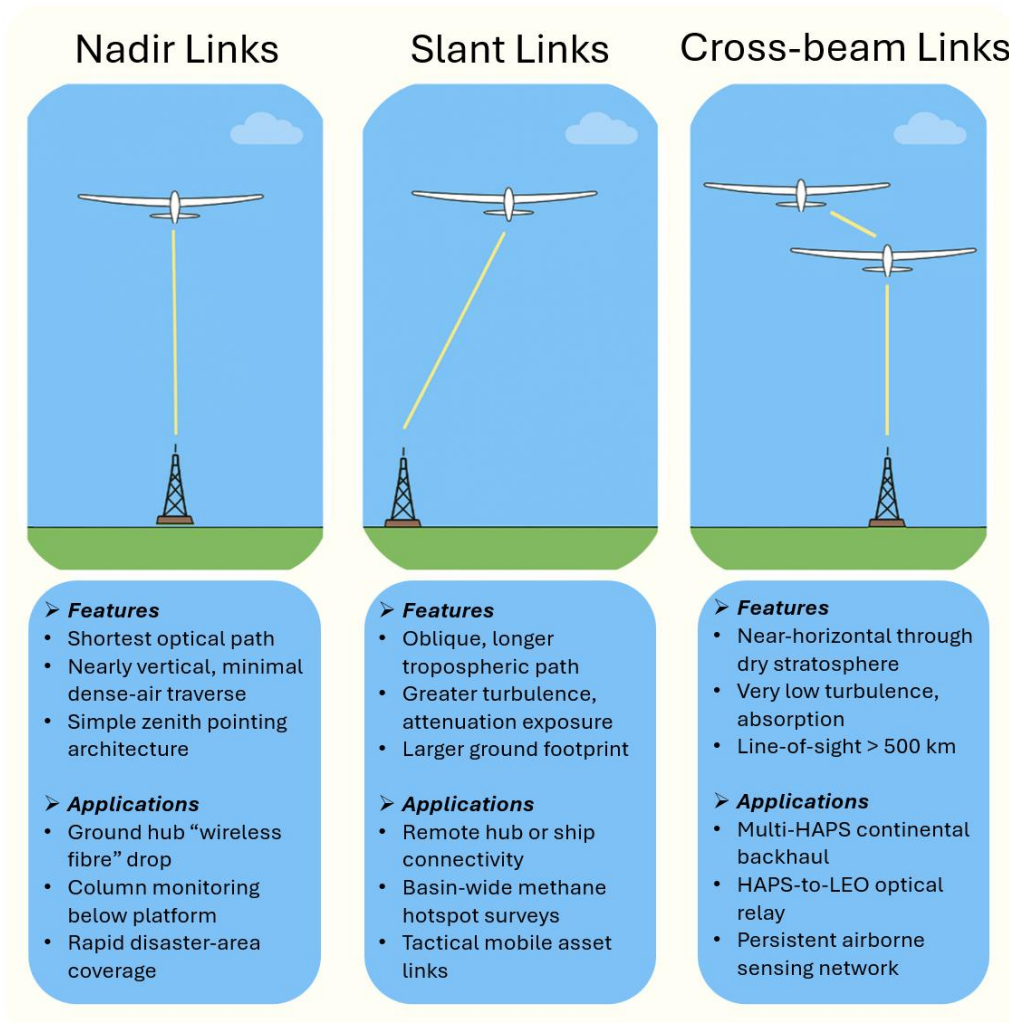 Nadir Links
Slant Links
Cross-beam Links
➢ Features
• Shortest optical path
• Nearly vertical, minimal
dense-air traverse
• Simple zenith pointing
architecture
➢ Applications
• Ground hub “wireless
fibre” drop
• Column monitoring
below platform
• Rapid disaster-area
coverage
➢ Features
• Oblique, longer
tropospheric path
• Greater turbulence,
attenuation exposure
• Larger ground footprint
➢ Applications
• Remote hub or ship
connectivity
• Basin-wide methane
hotspot surveys
• Tactical mobile asset
links
➢ Features
• Near-horizontal through
dry stratosphere
• Very low turbulence,
absorption
• Line-of-sight > 500 km
➢ Applications
• Multi-HAPS continental
backhaul
• HAPS-to-LEO optical
relay
• Persistent airborne
sensing network